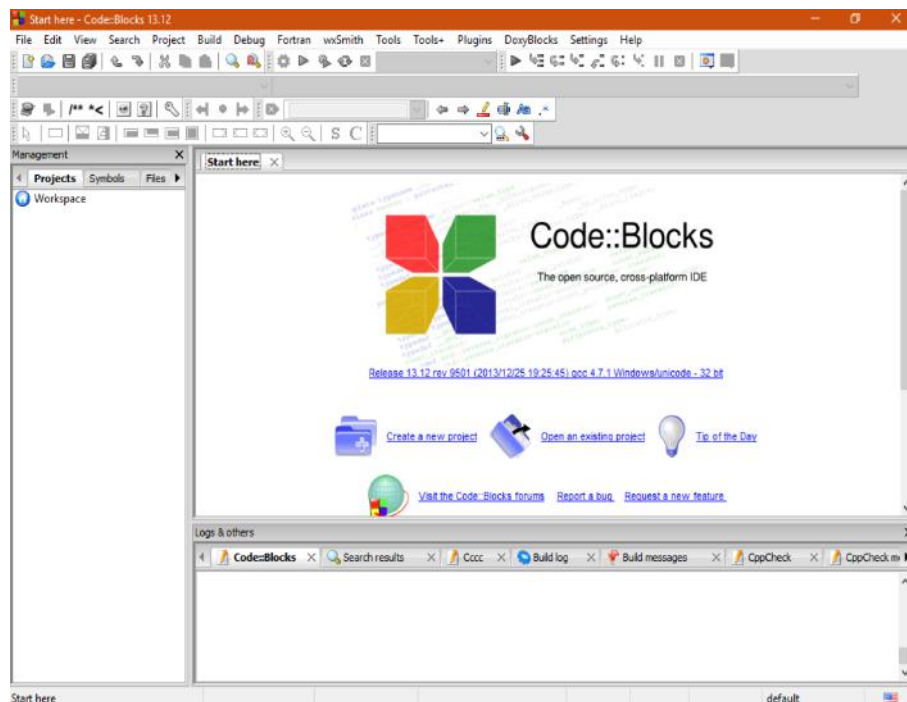 Start here - Code::Blocks 13.12
File Edit View Search Project Build Debug Fortran wxSmith Tools Tools+ Plugins DoxyBlocks Settings Help
/** *<
S C
Management
Start here
Projects Symbols Files
Workspace
Code::Blocks
The open source, cross-platform IDE
Release 13.12 rev 9501 (2013/12/25 19:25:45) gcc 4.7.1 Windows/unicode - 32 bit
Create a new project Open an existing project Tip of the Day
Visit the Code::Blocks forums Report a bug Request a new feature
Logs & others
Code::Blocks Search results Cccc Build log Build messages CppCheck CppCheck m
Start here default